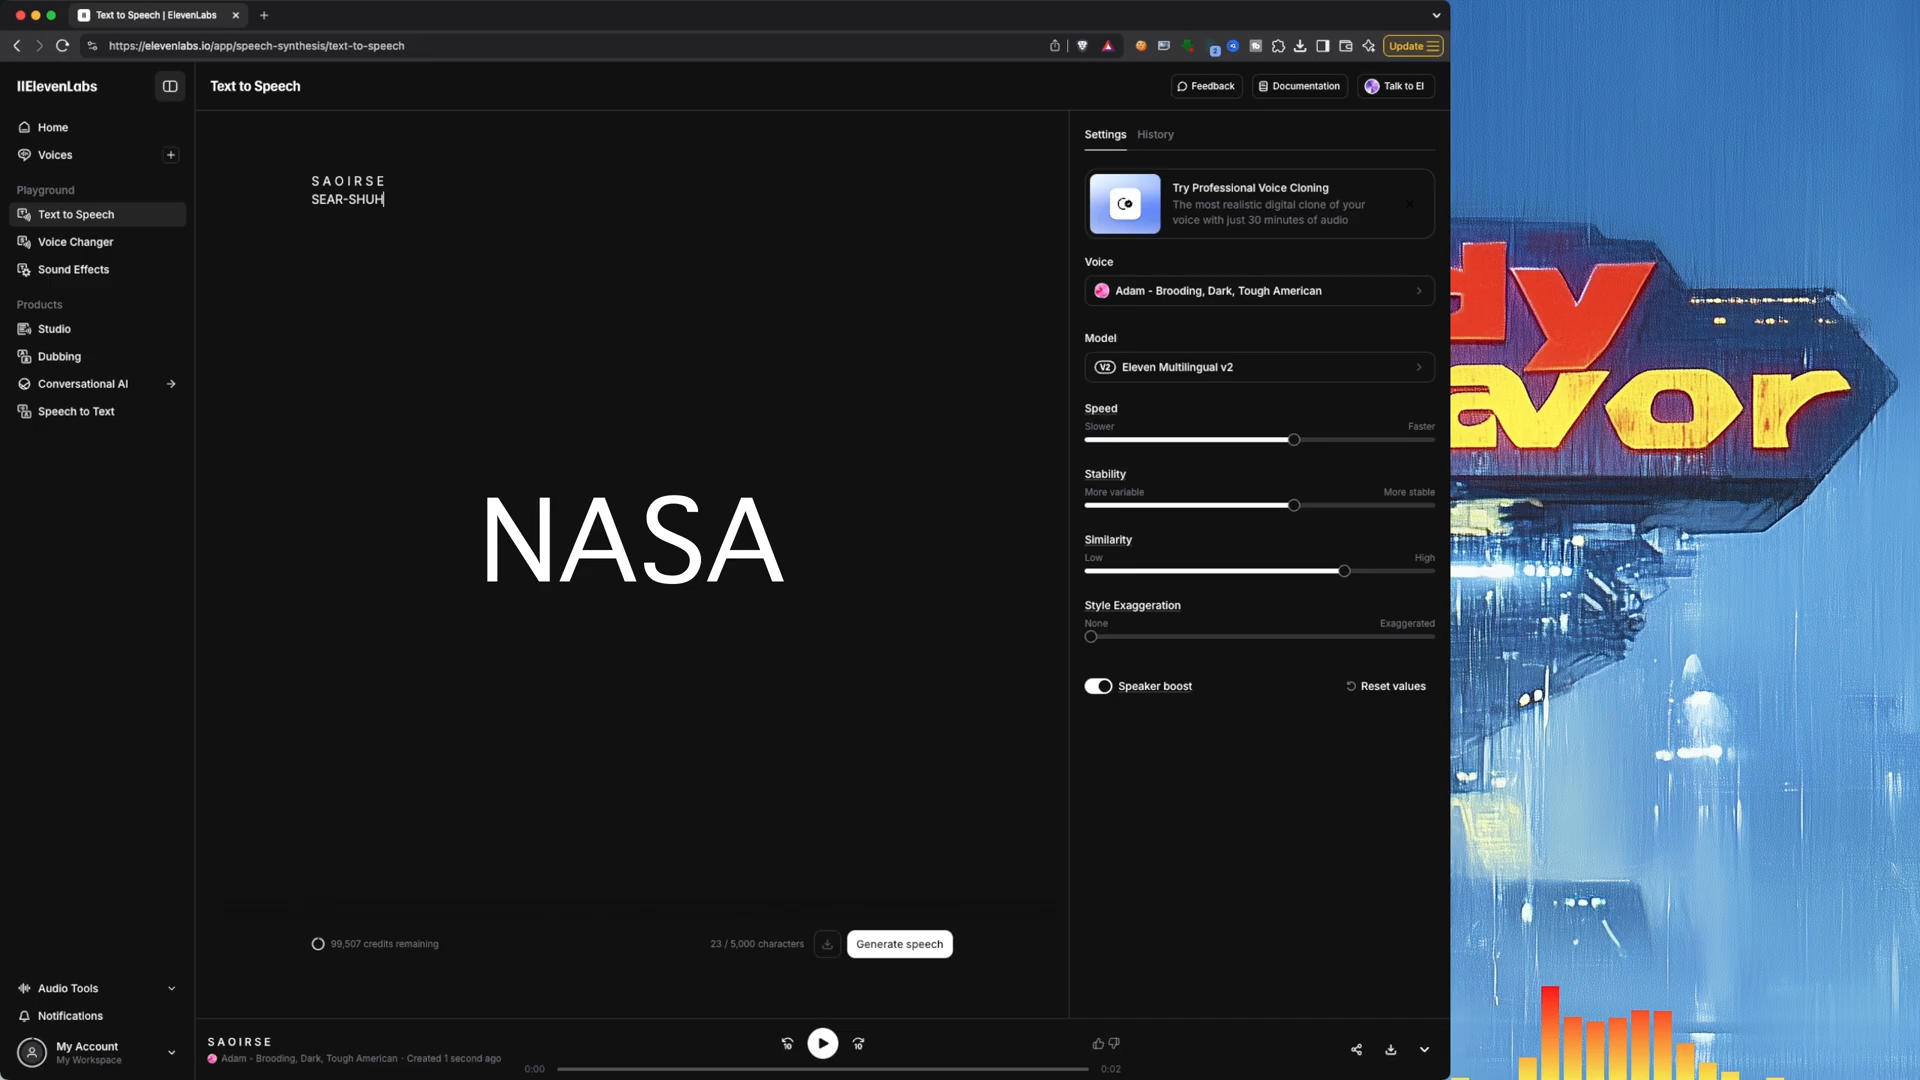 Text to Speech | ElevenLabs
https://elevenlabs.io/app/speech-synthesis/text-to-speech
Update
IIElevenLabs
Text to Speech
Feedback
Documentation
Talk to El
Home
Voices
Playground
Text to Speech
Voice Changer
Sound Effects
Products
Studio
Dubbing
Conversational AI
Speech to Text
S A O I R S E
SEAR-SHUH
NASA
Settings
History
Try Professional Voice Cloning
The most realistic digital clone of your
voice with just 30 minutes of audio
Voice
Adam - Brooding, Dark, Tough American
Model
V2 Eleven Multilingual v2
Speed
Slower Faster
Stability
More variable More stable
Similarity
Low High
Style Exaggeration
None Exaggerated
Speaker boost
Reset values
dy
avor
99,507 credits remaining
23 / 5,000 characters
Generate speech
Audio Tools
Notifications
My Account
My Workspace
S A O I R S E
Adam - Brooding, Dark, Tough American · Created 1 second ago
10
10
0:00
0:02